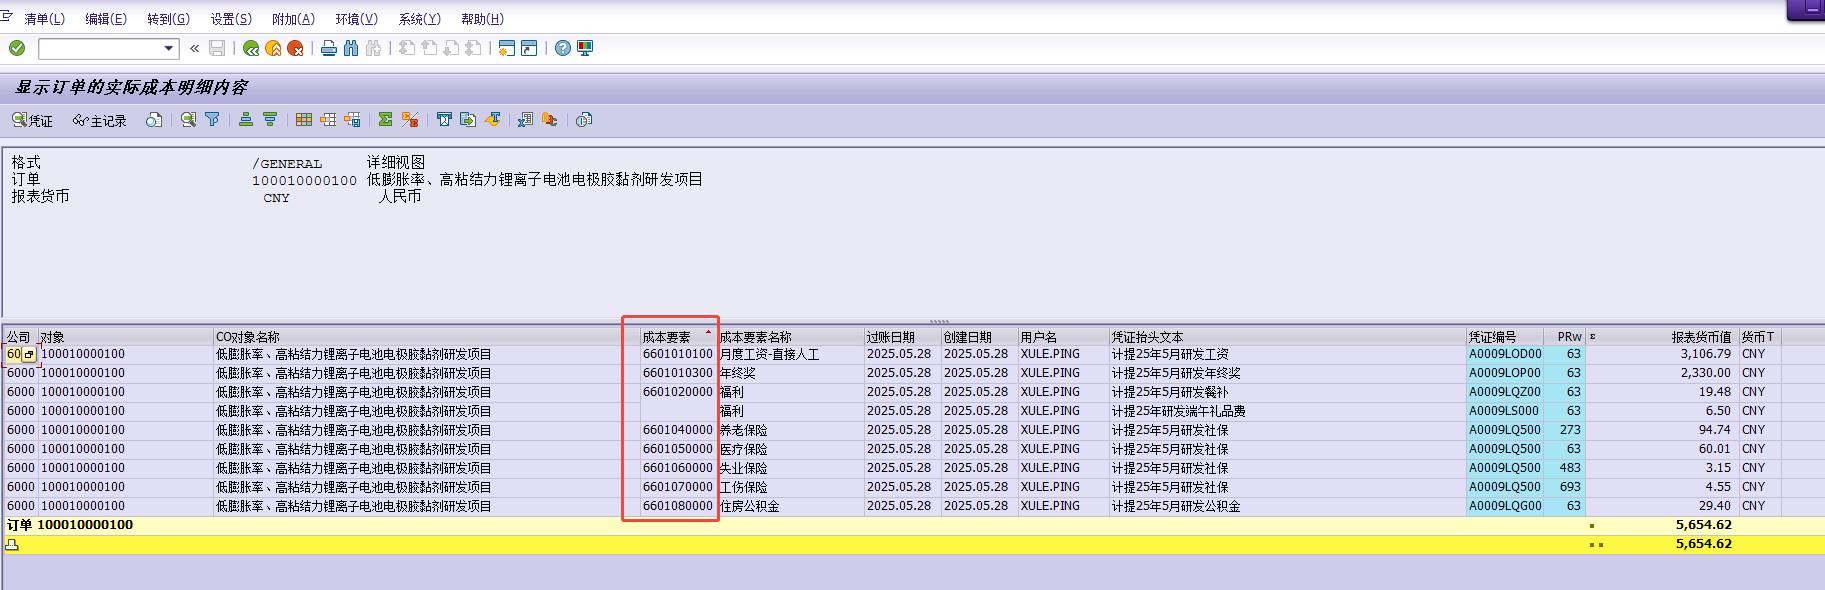 清单(L) 编辑(E) 转到(G) 设置(S) 附加(A) 环境(V) 系统(Y) 帮助(H)
显示订单的实际成本明细内容
凭证 主记录
格式 /GENERAL 详细视图
订单 100010000100 低膨胀率、高粘结力锂离子电池电极胶黏剂研发项目
报表货币 CNY 人民币
公司 对象 CO对象名称 成本要素 成本要素名称 过账日期 创建日期 用户名 凭证抬头文本 凭证编号 PRw 报表货币值 货币T
60 100010000100 低膨胀率、高粘结力锂离子电池电极胶黏剂研发项目 6601010100 月度工资-直接人工 2025.05.28 2025.05.28 XULE.PING 计提25年5月研发工资 A0009LOD00 63 3,106.79 CNY
6000 100010000100 低膨胀率、高粘结力锂离子电池电极胶黏剂研发项目 6601010300 年终奖 2025.05.28 2025.05.28 XULE.PING 计提25年5月研发年终奖 A0009LOP00 63 2,330.00 CNY
6000 100010000100 低膨胀率、高粘结力锂离子电池电极胶黏剂研发项目 6601020000 福利 2025.05.28 2025.05.28 XULE.PING 计提25年5月研发餐补 A0009LQZ00 63 19.48 CNY
6000 100010000100 低膨胀率、高粘结力锂离子电池电极胶黏剂研发项目 福利 2025.05.28 2025.05.28 XULE.PING 计提25年研发端午礼品费 A0009LS000 63 6.50 CNY
6000 100010000100 低膨胀率、高粘结力锂离子电池电极胶黏剂研发项目 6601040000 养老保险 2025.05.28 2025.05.28 XULE.PING 计提25年5月研发社保 A0009LQ500 273 94.74 CNY
6000 100010000100 低膨胀率、高粘结力锂离子电池电极胶黏剂研发项目 6601050000 医疗保险 2025.05.28 2025.05.28 XULE.PING 计提25年5月研发社保 A0009LQ500 63 60.01 CNY
6000 100010000100 低膨胀率、高粘结力锂离子电池电极胶黏剂研发项目 6601060000 失业保险 2025.05.28 2025.05.28 XULE.PING 计提25年5月研发社保 A0009LQ500 483 3.15 CNY
6000 100010000100 低膨胀率、高粘结力锂离子电池电极胶黏剂研发项目 6601070000 工伤保险 2025.05.28 2025.05.28 XULE.PING 计提25年5月研发社保 A0009LQ500 693 4.55 CNY
6000 100010000100 低膨胀率、高粘结力锂离子电池电极胶黏剂研发项目 6601080000 住房公积金 2025.05.28 2025.05.28 XULE.PING 计提25年5月研发公积金 A0009LQG00 63 29.40 CNY
订单 100010000100 5,654.62
5,654.62